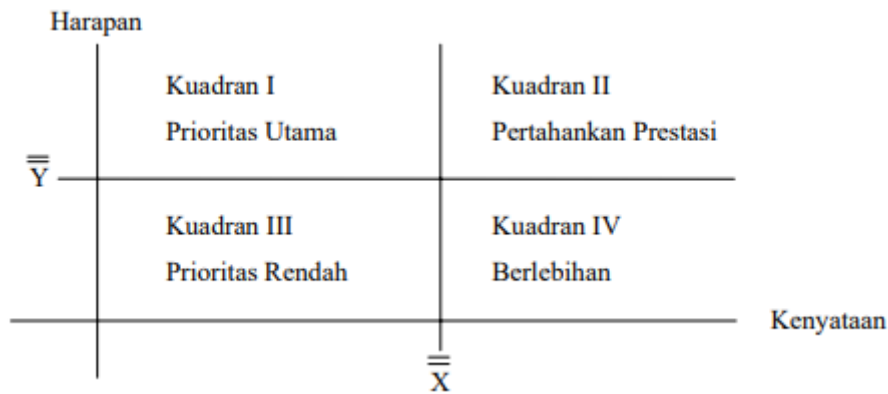 Harapan
Kuadran I
Prioritas Utama
Kuadran II
Pertahankan Prestasi
Y
Kuadran III
Prioritas Rendah
Kuadran IV
Berlebihan
Kenyataan
X